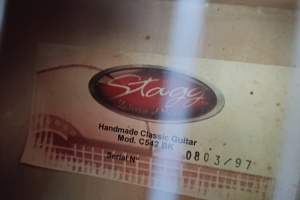 Stagg
Handmade Classic Guitar
Mod. C542 BK
Serial N° 0803/97